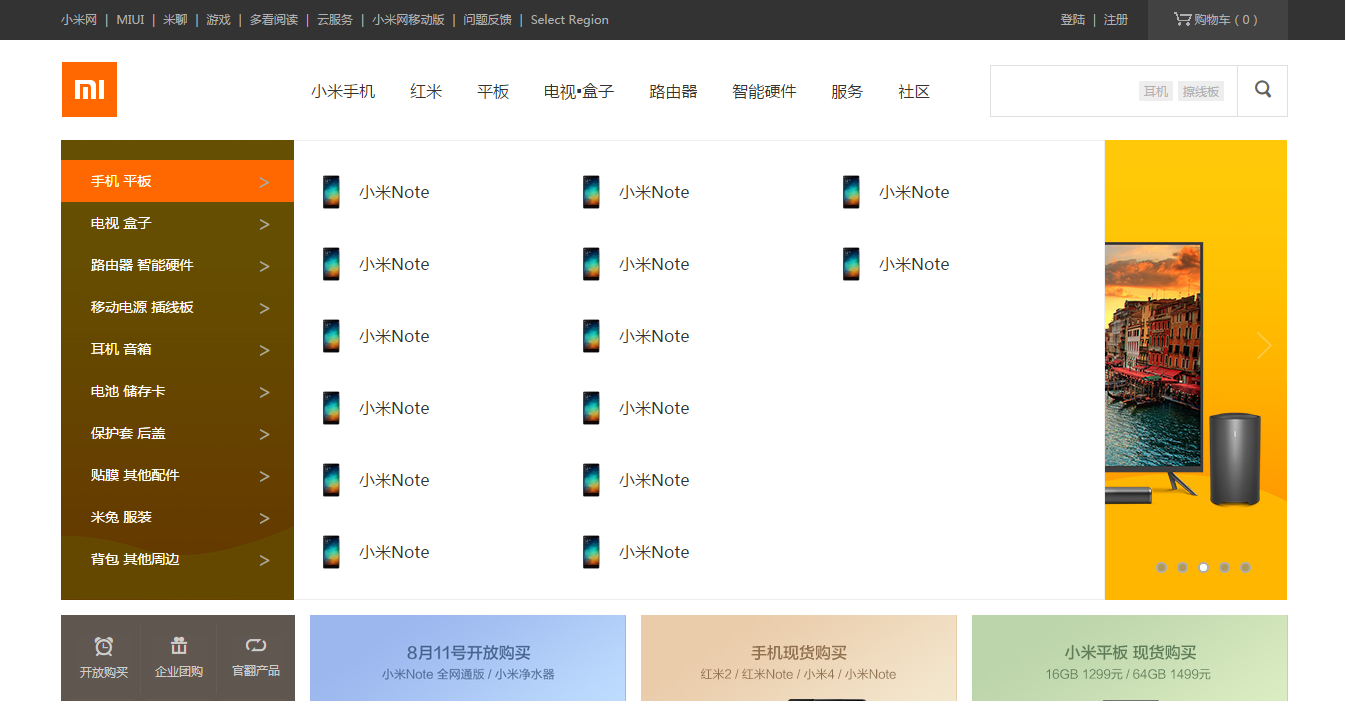 小米网 | MIUI | 米聊 | 游戏 | 多看阅读 | 云服务 | 小米网移动版 | 问题反馈 | Select Region 登陆 | 注册 购物车 ( 0 )
mi 小米手机 红米 平板 电视▪盒子 路由器 智能硬件 服务 社区 耳机 擦线板
手机 平板 >
电视 盒子 >
路由器 智能硬件 >
移动电源 插线板 >
耳机 音箱 >
电池 储存卡 >
保护套 后盖 >
贴膜 其他配件 >
米兔 服装 >
背包 其他周边 >
小米Note 小米Note 小米Note
小米Note 小米Note 小米Note
小米Note 小米Note
小米Note 小米Note
小米Note 小米Note
小米Note 小米Note
开放购买 企业团购 官翻产品
8月11号开放购买
小米Note 全网通版 / 小米净水器
手机现货购买
红米2 / 红米Note / 小米4 / 小米Note
小米平板 现货购买
16GB 1299元 / 64GB 1499元